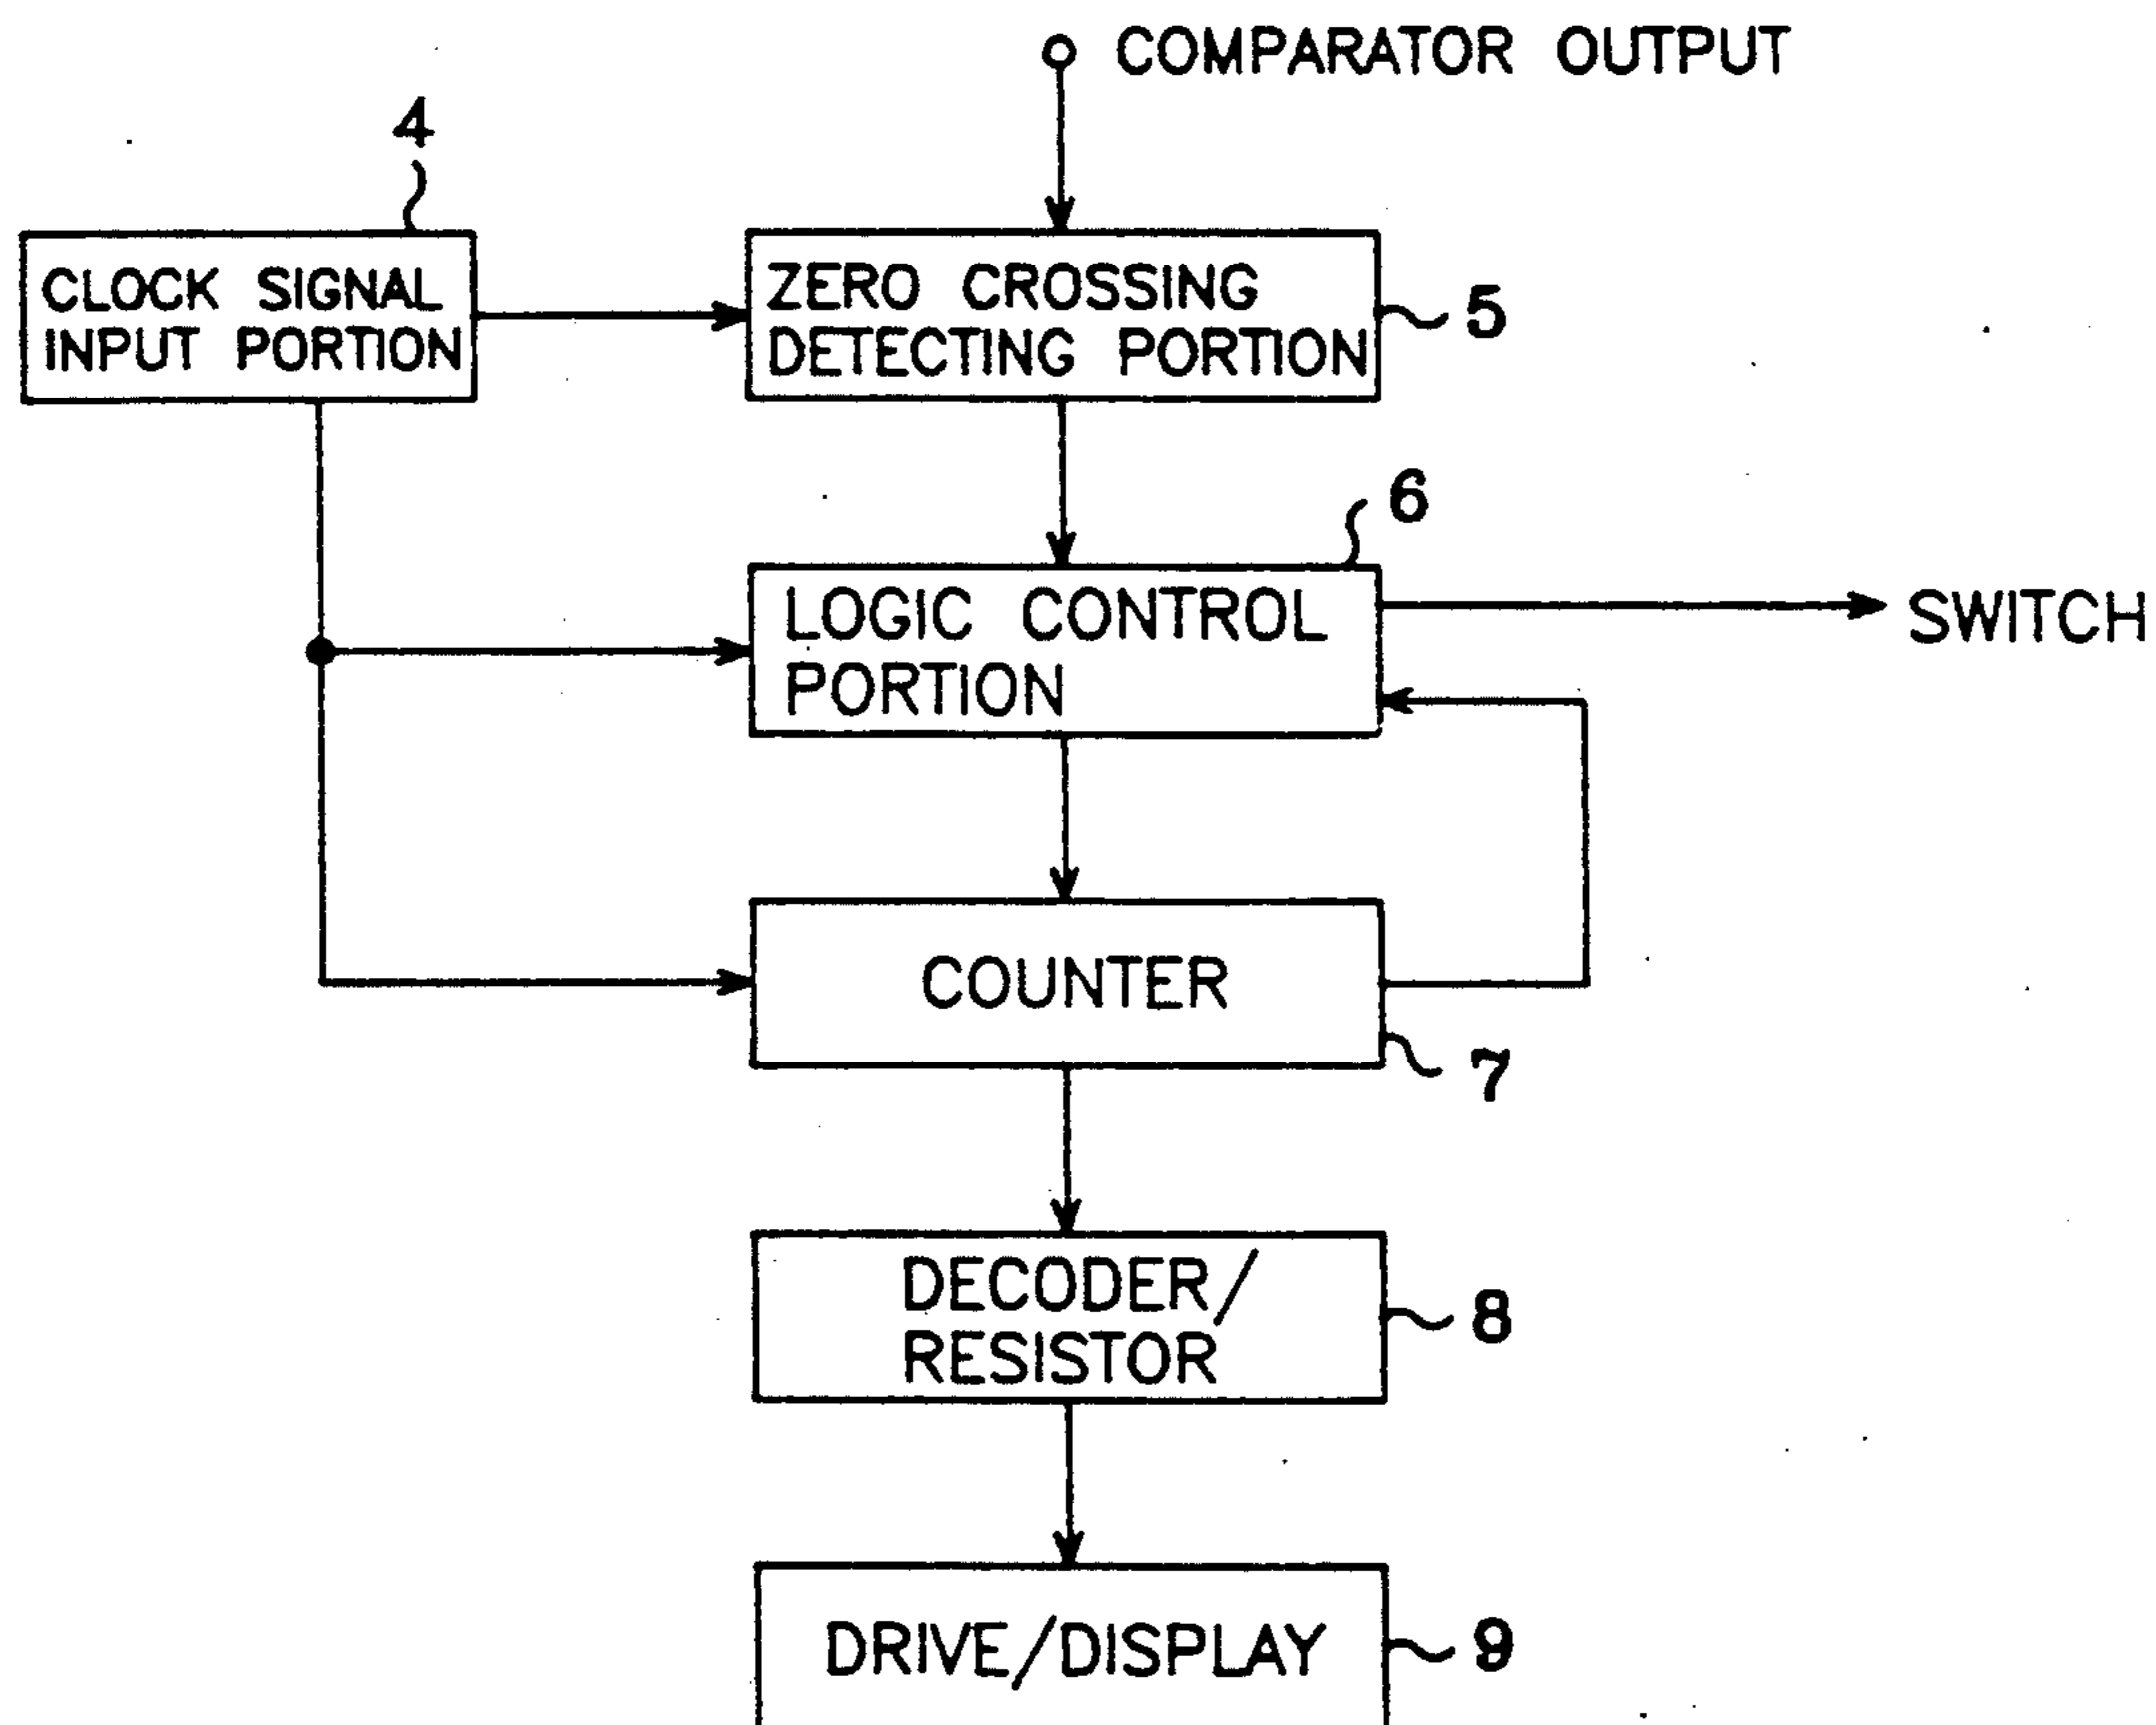 COMPARATOR OUTPUT
4
CLOCK SIGNAL
INPUT PORTION
ZERO CROSSING
DETECTING PORTION
5
6
LOGIC CONTROL
PORTION
SWITCH
COUNTER
7
DECODER/
RESISTOR
8
DRIVE/DISPLAY
9